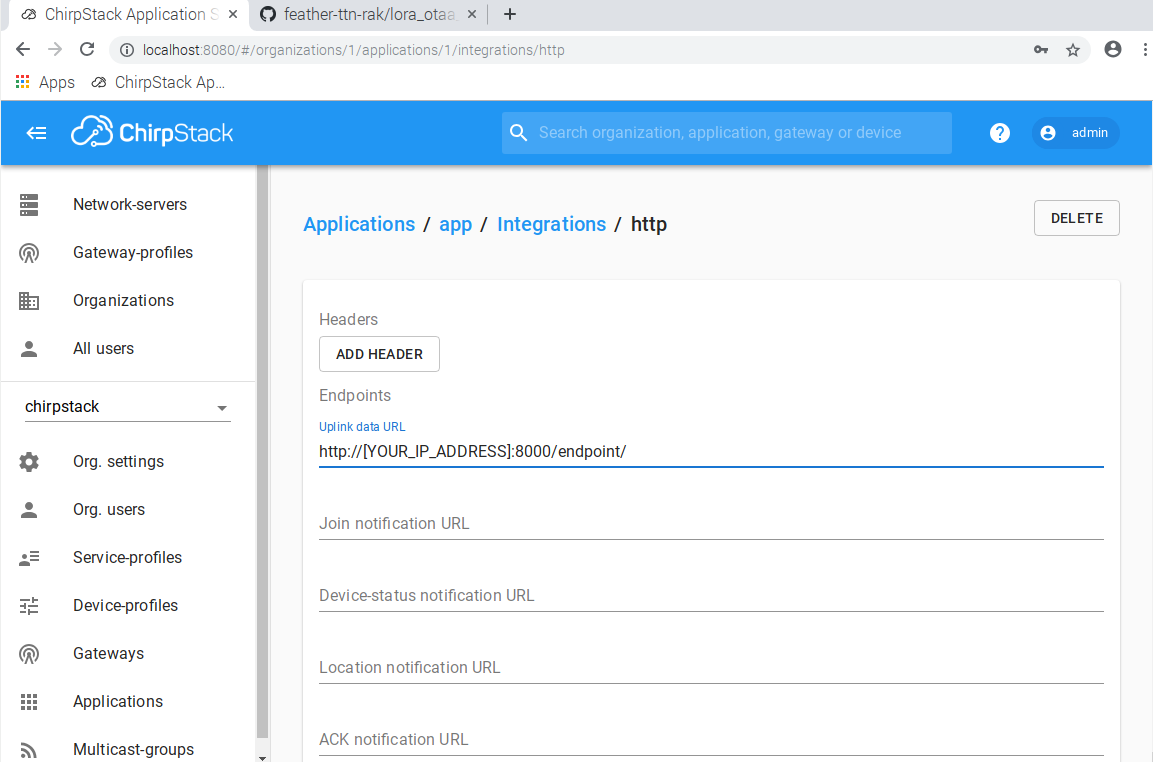 ChirpStack Application S
feather-ttn-rak/lora_otaa_
localhost:8080/#/organizations/1/applications/1/integrations/http
Apps
ChirpStack Ap...
ChirpStack
Search organization, application, gateway or device
admin
Network-servers
Gateway-profiles
Organizations
All users
chirpstack
Org. settings
Org. users
Service-profiles
Device-profiles
Gateways
Applications
Multicast-groups
Applications / app / Integrations / http
DELETE
Headers
ADD HEADER
Endpoints
Uplink data URL
http://[YOUR_IP_ADDRESS]:8000/endpoint/
Join notification URL
Device-status notification URL
Location notification URL
ACK notification URL